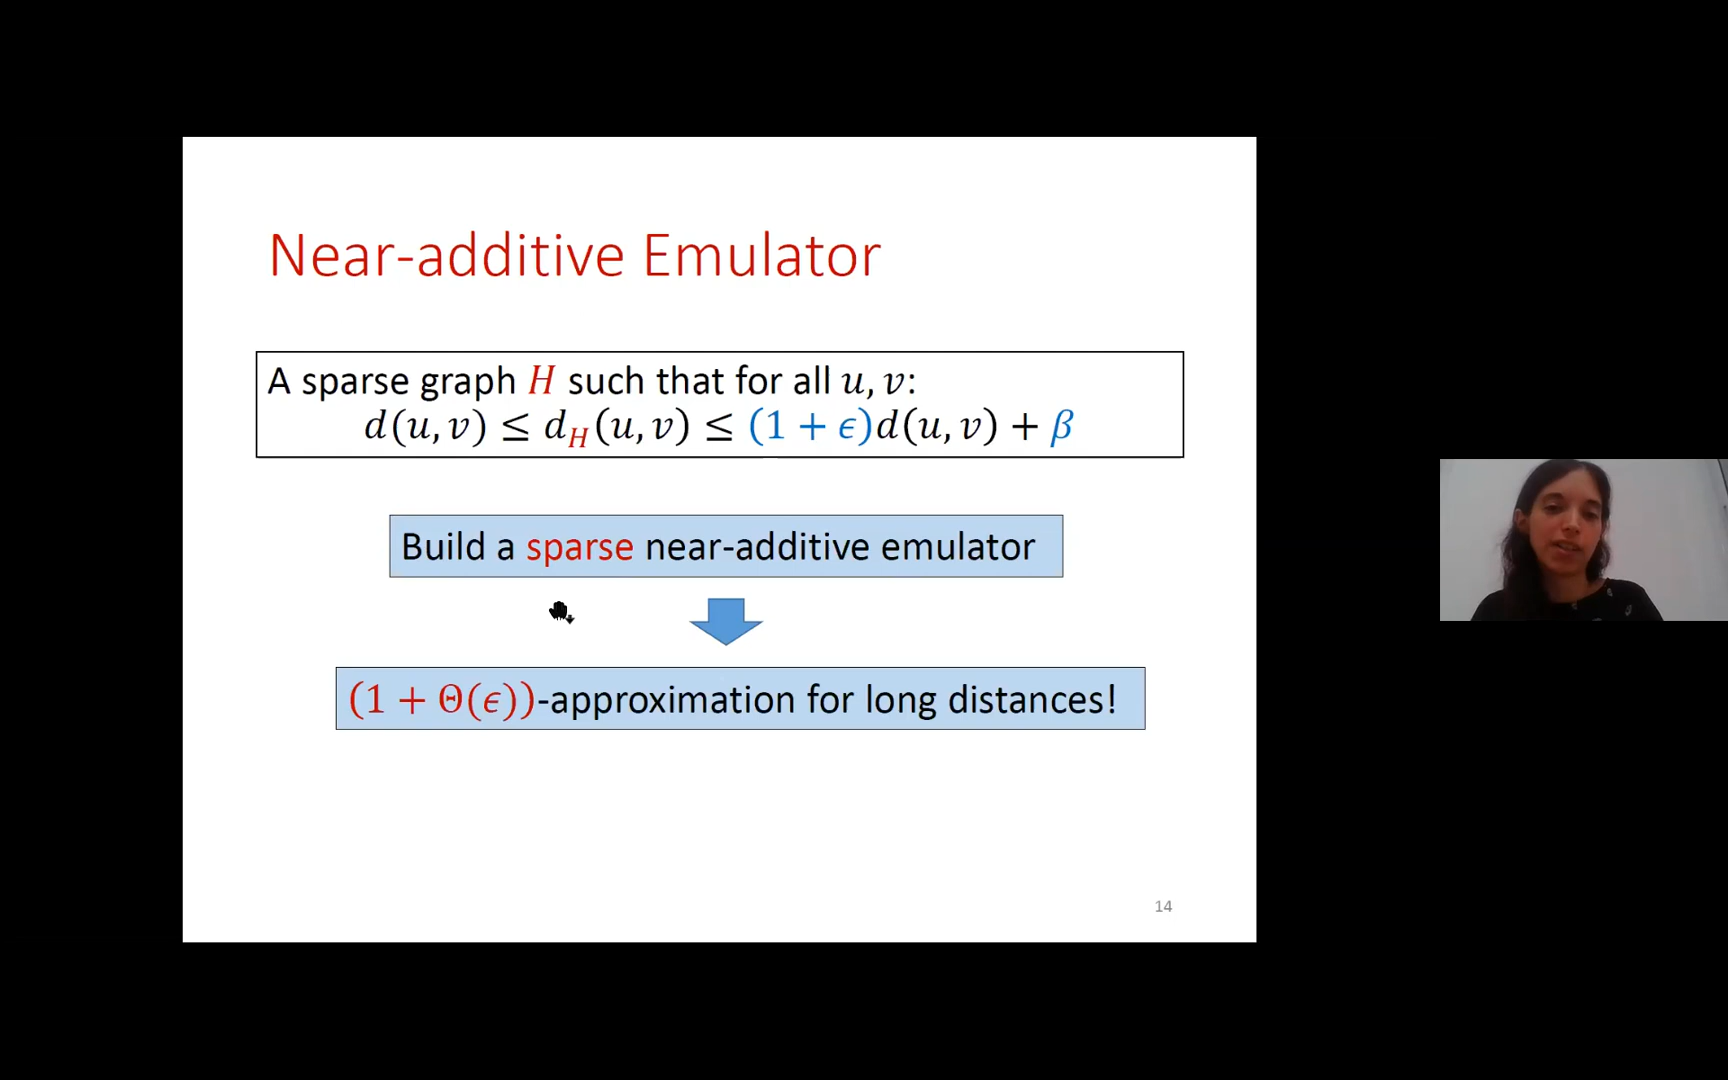 Near-additive Emulator
A sparse graph H such that for all u, v:
d(u, v) ≤ d_H(u, v) ≤ (1 + ϵ)d(u, v) + β
Build a sparse near-additive emulator
(1 + Θ(ϵ))-approximation for long distances!
14